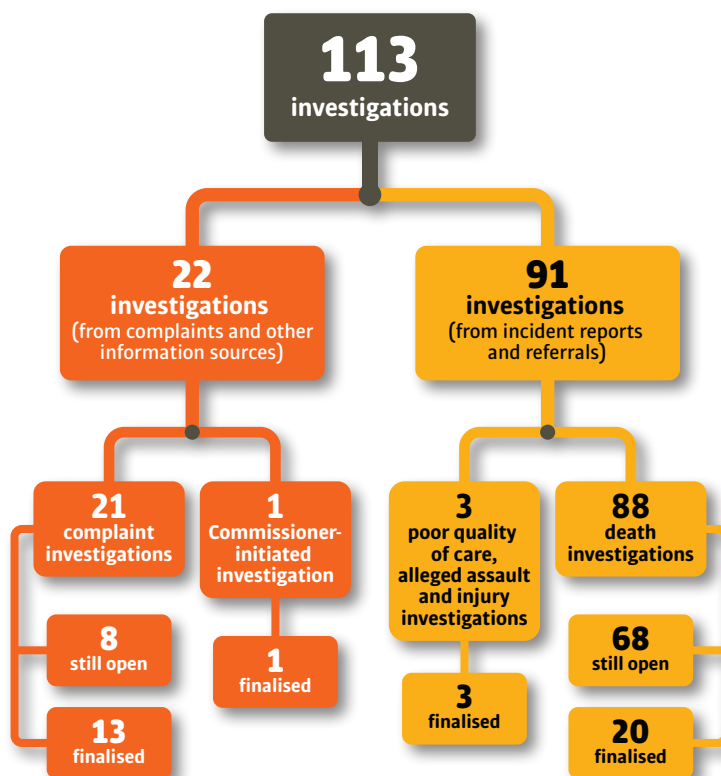 113
investigations
22
investigations
(from complaints and other
information sources)
91
investigations
(from incident reports
and referrals)
21
complaint
investigations
1
Commissioner-
initiated
investigation
3
poor quality
of care,
alleged assault
and injury
investigations
88
death
investigations
8
still open
1
finalised
68
still open
3
finalised
13
finalised
20
finalised